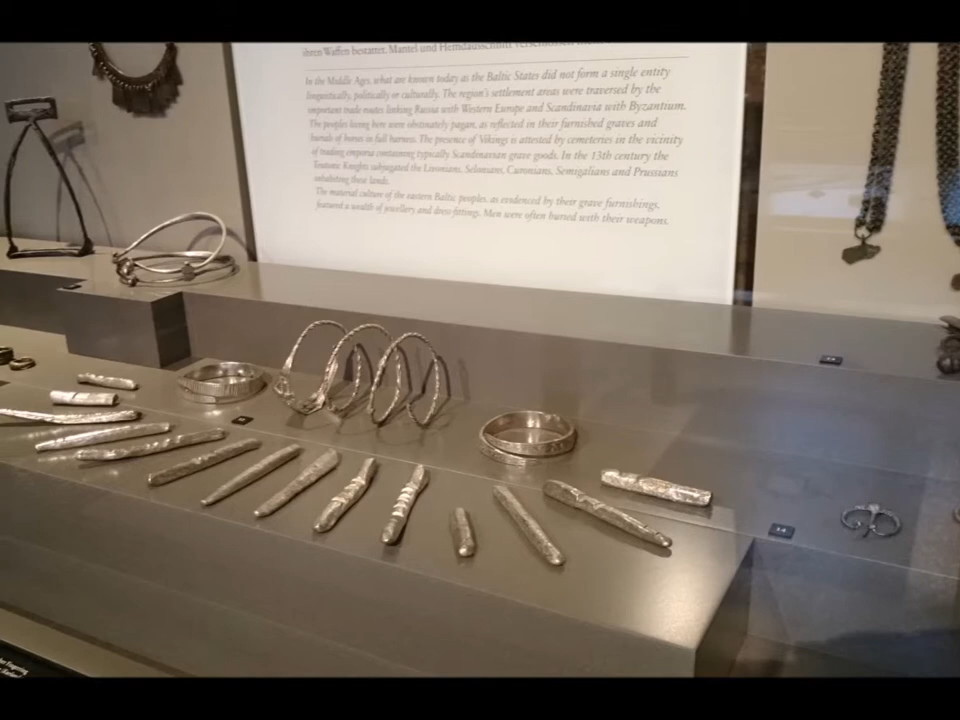 ihren Waffen bestattet. Mantel und Hemdausschnitt
In the Middle Ages, what are known today as the Baltic States did not form a single entity
linguistically, politically or culturally. The region's settlement areas were traversed by the
important trade routes linking Russia with Western Europe and Scandinavia with Byzantium.
The peoples living here were obstinately pagan, as reflected in their furnished graves and
burials of horses in full harness. The presence of Vikings is attested by cemeteries in the vicinity
of trading emporia containing typically Scandinavian grave goods. In the 13th century the
Teutonic Knights subjugated the Livonians, Selonians, Curonians, Semigalians and Prussians
inhabiting these lands.
The material culture of the eastern Baltic peoples, as evidenced by their grave furnishings,
featured a wealth of jewellery and dress fittings. Men were often buried with their weapons.